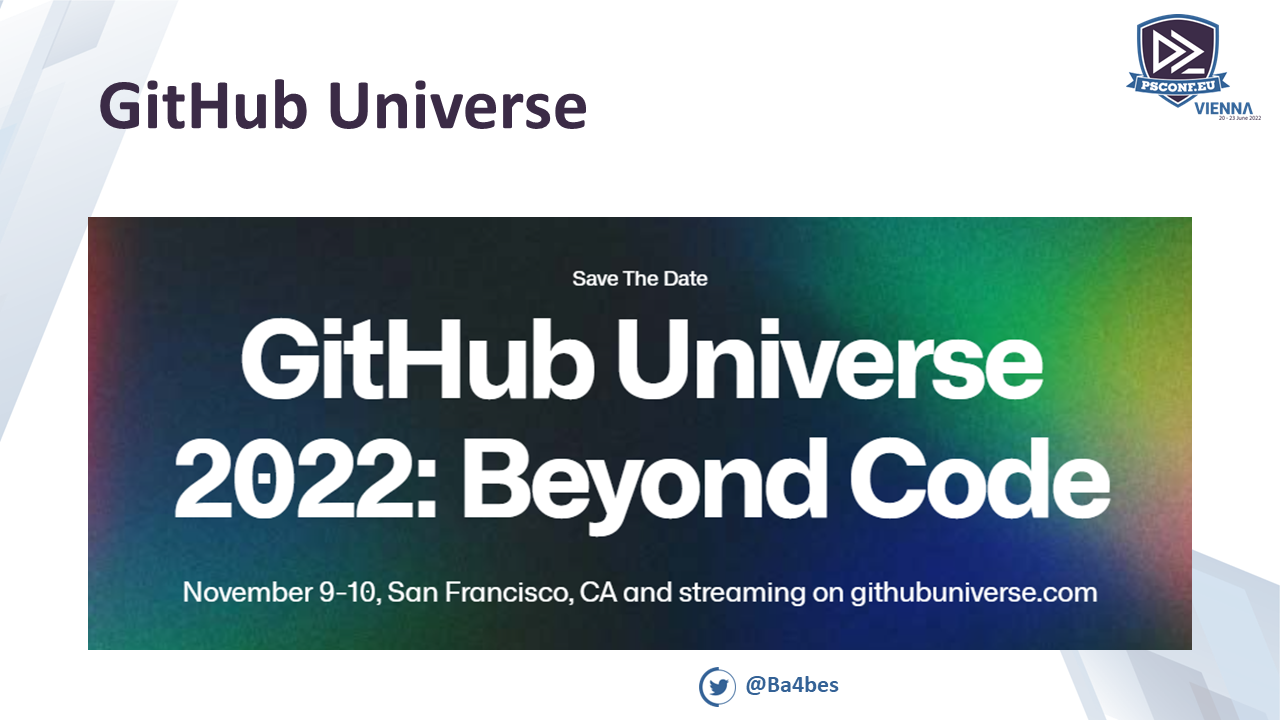 GitHub Universe
PSCONF.EU
VIENNA
20 - 23 June 2022
Save The Date
GitHub Universe
2022: Beyond Code
November 9-10, San Francisco, CA and streaming on githubuniverse.com
@Ba4bes